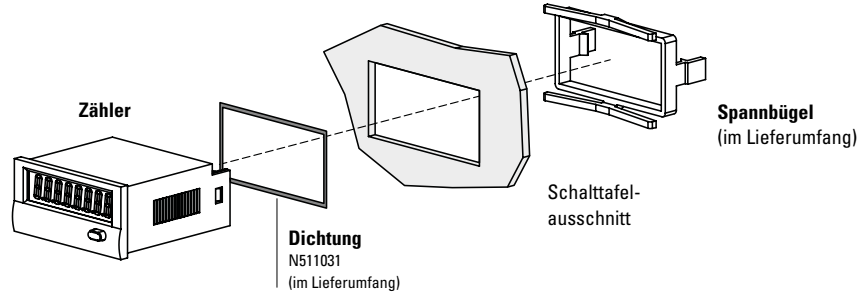 Zähler
Spannbügel
(im Lieferumfang)
Schalttafel-
ausschnitt
Dichtung
N511031
(im Lieferumfang)